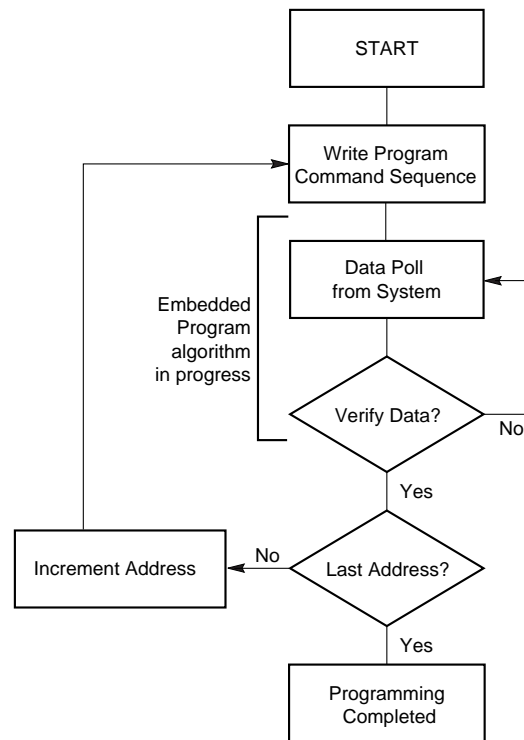 START
Write Program
Command Sequence
Data Poll
from System
Embedded
Program
algorithm
in progress
Verify Data?
No
Yes
Increment Address
No
Last Address?
Yes
Programming
Completed